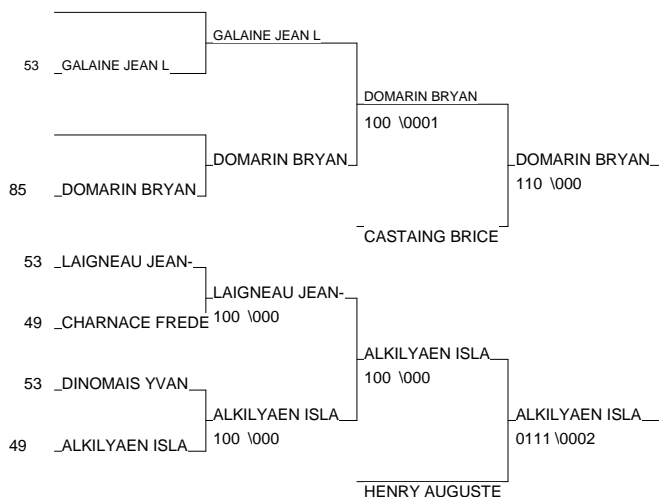 GALAINE JEAN L
53 GALAINE JEAN L
DOMARIN BRYAN
100 \0001
DOMARIN BRYAN
DOMARIN BRYAN
110 \000
85 DOMARIN BRYAN
CASTAING BRICE
53 LAIGNEAU JEAN-
LAIGNEAU JEAN-
100 \000
49 CHARNACE FREDE
ALKILYAEN ISLA
100 \000
53 DINOMAIS YVAN
ALKILYAEN ISLA
100 \000
ALKILYAEN ISLA
0111 \0002
49 ALKILYAEN ISLA
HENRY AUGUSTE